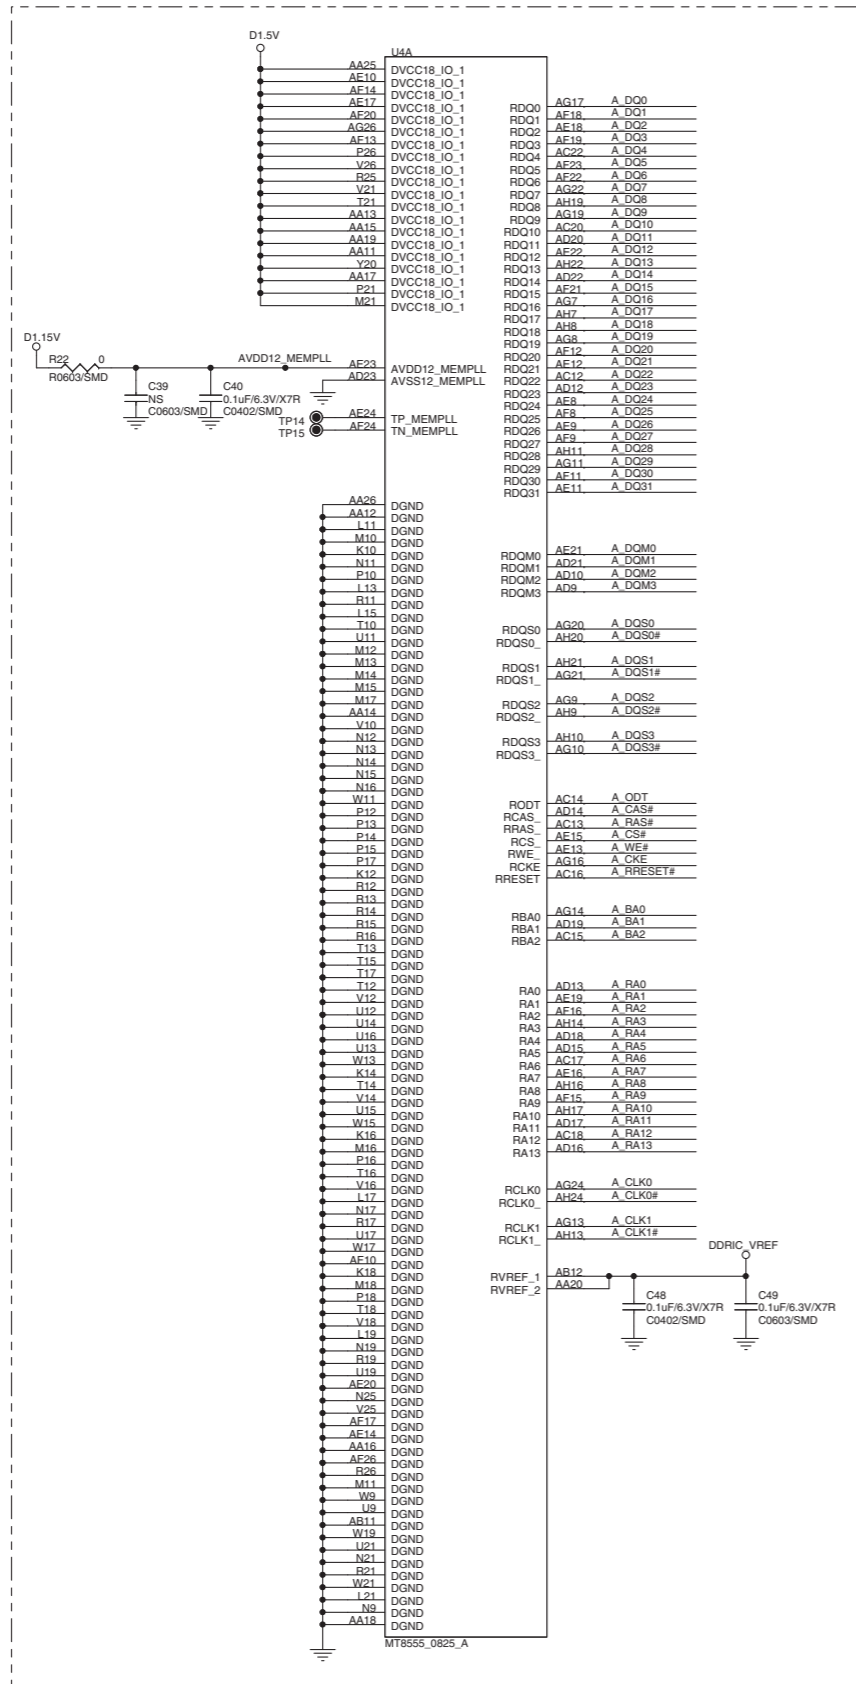 D1.5V
U4A
AA25 DVCC18_IO_1
AE10 DVCC18_IO_1
AF14 DVCC18_IO_1
AE17 DVCC18_IO_1
AF20 DVCC18_IO_1
AG26 DVCC18_IO_1
AF13 DVCC18_IO_1
P26 DVCC18_IO_1
V26 DVCC18_IO_1
R25 DVCC18_IO_1
V21 DVCC18_IO_1
T21 DVCC18_IO_1
AA13 DVCC18_IO_1
AA15 DVCC18_IO_1
AA19 DVCC18_IO_1
AA11 DVCC18_IO_1
Y20 DVCC18_IO_1
AA17 DVCC18_IO_1
P21 DVCC18_IO_1
M21 DVCC18_IO_1
D1.15V
R22 0
R0603/SMD
AVDD12_MEMPLL
AE23 AVDD12_MEMPLL
AD23 AVSS12_MEMPLL
C39
NS
C0603/SMD
C40
0.1uF/6.3V/X7R
C0402/SMD
TP14 AE24 TP_MEMPLL
TP15 AF24 TN_MEMPLL
AA26 DGND
AA12 DGND
L11 DGND
M10 DGND
K10 DGND
N11 DGND
P10 DGND
L13 DGND
R11 DGND
L15 DGND
T10 DGND
U11 DGND
M12 DGND
M13 DGND
M14 DGND
M15 DGND
M17 DGND
AA14 DGND
V10 DGND
N12 DGND
N13 DGND
N14 DGND
N15 DGND
N16 DGND
W11 DGND
P12 DGND
P13 DGND
P14 DGND
P15 DGND
P17 DGND
K12 DGND
R12 DGND
R13 DGND
R14 DGND
R15 DGND
R16 DGND
T13 DGND
T15 DGND
T17 DGND
T12 DGND
V12 DGND
U12 DGND
U14 DGND
U16 DGND
U13 DGND
W13 DGND
K14 DGND
T14 DGND
V14 DGND
U15 DGND
W15 DGND
K16 DGND
M16 DGND
P16 DGND
T16 DGND
V16 DGND
L17 DGND
N17 DGND
R17 DGND
U17 DGND
W17 DGND
AF10 DGND
K18 DGND
M18 DGND
P18 DGND
T18 DGND
V18 DGND
L19 DGND
N19 DGND
R19 DGND
U19 DGND
AE20 DGND
N25 DGND
V25 DGND
AF17 DGND
AE14 DGND
AA16 DGND
AF26 DGND
R26 DGND
M11 DGND
W9 DGND
U9 DGND
AB11 DGND
W19 DGND
U21 DGND
N21 DGND
R21 DGND
W21 DGND
L21 DGND
N9 DGND
AA18 DGND
MT8555_0825_A
RDQ0 AG17 A_DQ0
RDQ1 AF18 A_DQ1
RDQ2 AE18 A_DQ2
RDQ3 AF19 A_DQ3
RDQ4 AC22 A_DQ4
RDQ5 AF23 A_DQ5
RDQ6 AF22 A_DQ6
RDQ7 AG22 A_DQ7
RDQ8 AH19 A_DQ8
RDQ9 AG19 A_DQ9
RDQ10 AC20 A_DQ10
RDQ11 AD20 A_DQ11
RDQ12 AE22 A_DQ12
RDQ13 AH22 A_DQ13
RDQ14 AD22 A_DQ14
RDQ15 AF21 A_DQ15
RDQ16 AG7 A_DQ16
RDQ17 AH7 A_DQ17
RDQ18 AH8 A_DQ18
RDQ19 AG8 A_DQ19
RDQ20 AF12 A_DQ20
RDQ21 AE12 A_DQ21
RDQ22 AC12 A_DQ22
RDQ23 AD12 A_DQ23
RDQ24 AE8 A_DQ24
RDQ25 AF8 A_DQ25
RDQ26 AE9 A_DQ26
RDQ27 AF9 A_DQ27
RDQ28 AH11 A_DQ28
RDQ29 AG11 A_DQ29
RDQ30 AF11 A_DQ30
RDQ31 AE11 A_DQ31
RDQM0 AE21 A_DQM0
RDQM1 AD21 A_DQM1
RDQM2 AD10 A_DQM2
RDQM3 AD9 A_DQM3
RDQS0 AG20 A_DQS0
RDQS0_ AH20 A_DQS0#
RDQS1 AH21 A_DQS1
RDQS1_ AG21 A_DQS1#
RDQS2 AG9 A_DQS2
RDQS2_ AH9 A_DQS2#
RDQS3 AH10 A_DQS3
RDQS3_ AG10 A_DQS3#
RODT AC14 A_ODT
RCAS_ AD14 A_CAS#
RRAS_ AC13 A_RAS#
RCS_ AE15 A_CS#
RWE_ AE13 A_WE#
RCKE AG16 A_CKE
RRESET AC16 A_RRESET#
RBA0 AG14 A_BA0
RBA1 AD19 A_BA1
RBA2 AC15 A_BA2
RA0 AD13 A_RA0
RA1 AE19 A_RA1
RA2 AF16 A_RA2
RA3 AH14 A_RA3
RA4 AD18 A_RA4
RA5 AD15 A_RA5
RA6 AC17 A_RA6
RA7 AE16 A_RA7
RA8 AH16 A_RA8
RA9 AF15 A_RA9
RA10 AH17 A_RA10
RA11 AD17 A_RA11
RA12 AC18 A_RA12
RA13 AD16 A_RA13
RCLK0 AG24 A_CLK0
RCLK0_ AH24 A_CLK0#
RCLK1 AG13 A_CLK1
RCLK1_ AH13 A_CLK1#
DDRIC_VREF
RVREF_1 AB12
RVREF_2 AA20
C48
0.1uF/6.3V/X7R
C0402/SMD
C49
0.1uF/6.3V/X7R
C0603/SMD